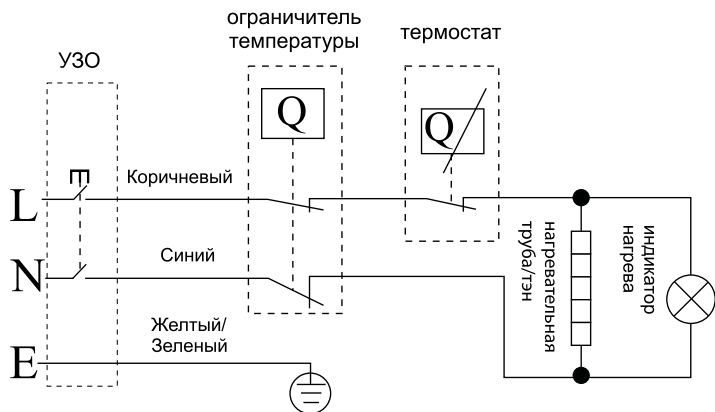 ограничитель
температуры
термостат
УЗО
Q
Q
Коричневый
L
Синий
N
Желтый/
Зеленый
E
нагревательная
труба/тэн
индикатор
нагрева